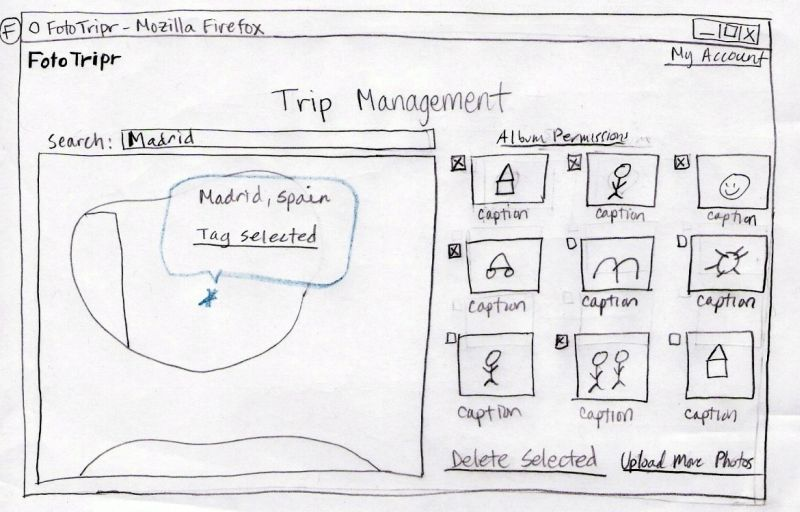 F
FotoTripr - Mozilla Firefox
FotoTripr
My Account
Trip Management
Search: Madrid
Madrid, Spain
Tag Selected
Album Permissions
caption caption caption
caption caption caption
caption caption caption
Delete Selected Upload More Photos